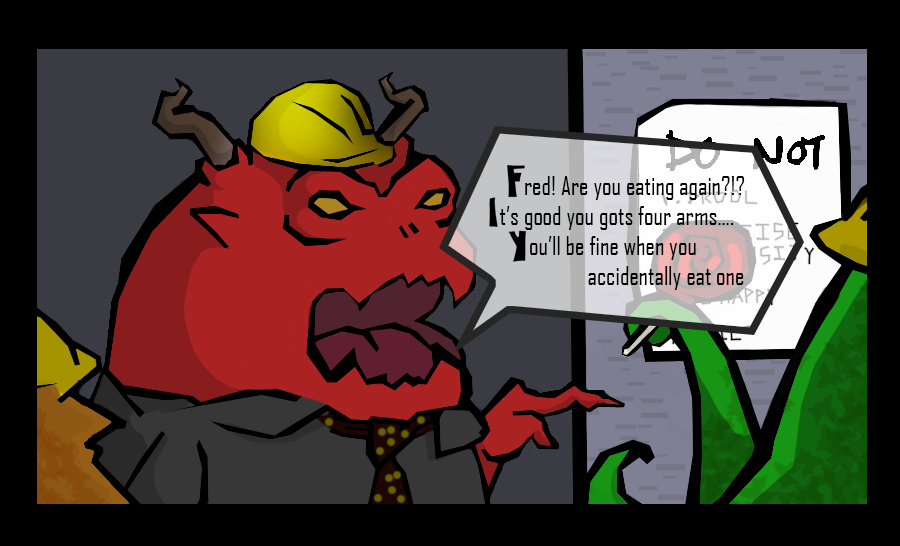 Fred! Are you eating again?!?
It's good you gots four arms....
You'll be fine when you
accidentally eat one
DO NOT
HAPPY